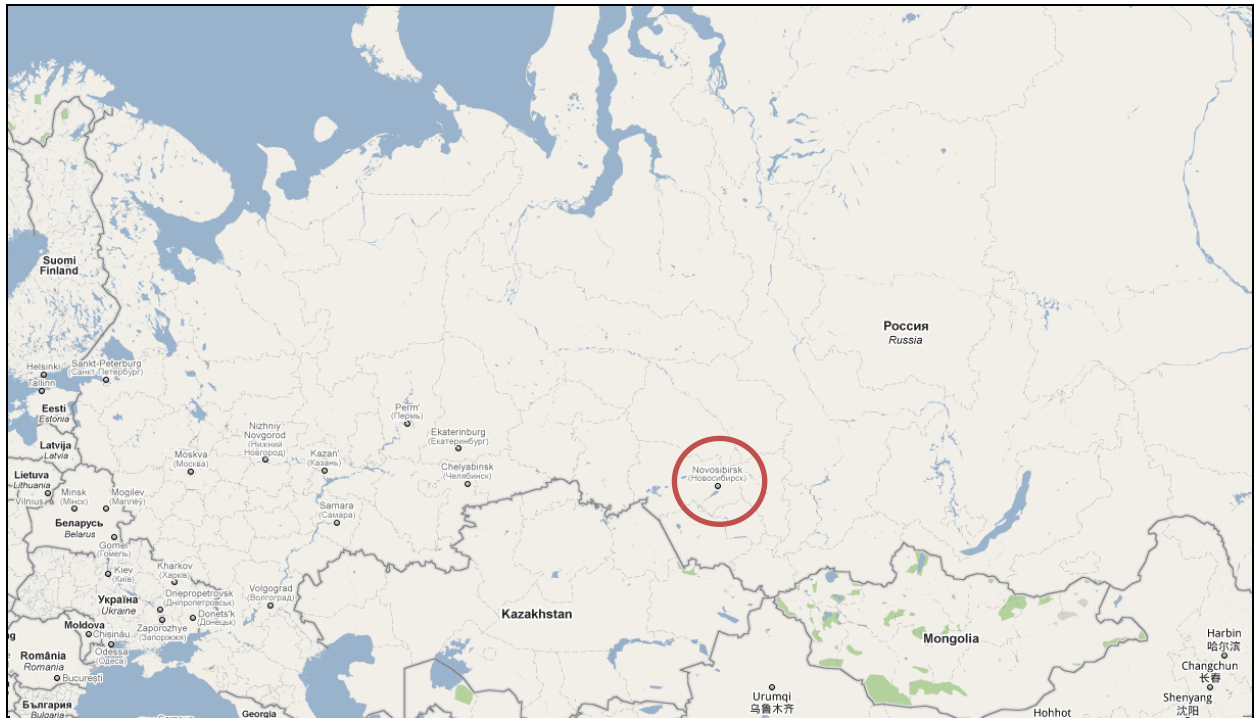 Suomi
Finland
Россия
Russia
Helsinki
Sankt-Peterburg
(Санкт-Петербург)
Tallinn
Eesti
Estonia
Perm'
(Пермь)
Nizhniy
Novgorod
(Нижний
Новгород)
Ekaterinburg
(Екатеринбург)
Latvija
Latvia
Moskva
(Москва)
Kazan'
(Казань)
Chelyabinsk
(Челябинск)
Novosibirsk
(Новосибирск)
Lietuva
Lithuania
Vilnius
Minsk
(Мінск)
Mogilev
Samara
(Самара)
Беларусь
Belarus
Gomel'
(Гомель)
Kiev
(Київ)
Kharkov
(Харків)
Volgograd
(Волгоград)
Dnepropetrovsk
(Дніпропетровськ)
Україна
Ukraine
Donets'k
(Донецьк)
Zaporozhye
(Запоріжжя)
Kazakhstan
Moldova
Chișinău
Odessa
(Одеса)
Mongolia
Harbin
哈尔滨
România
Romania
Bucureşti
Changchun
长春
Urumqi
乌鲁木齐
Shenyang
沈阳
България
Bulgaria
Georgia
Hohhot